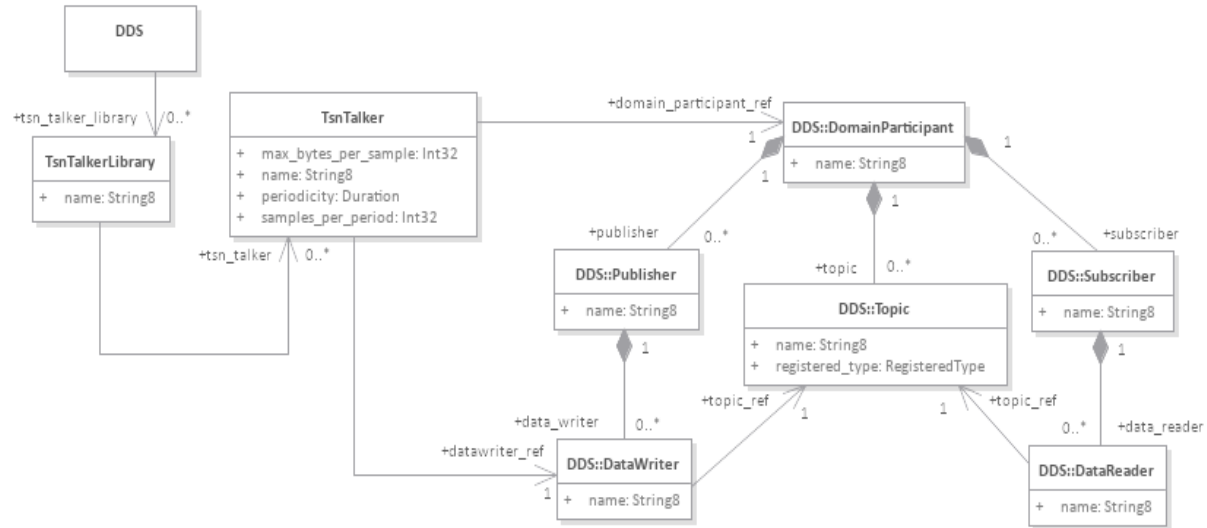 DDS
+tsn_talker_library
0..*
TsnTalkerLibrary
+ name: String8
TsnTalker
+ max_bytes_per_sample: Int32
+ name: String8
+ periodicity: Duration
+ samples_per_period: Int32
+tsn_talker
0..*
+domain_participant_ref
1
DDS::DomainParticipant
+ name: String8
1
1
1
+publisher
0..*
+topic
0..*
0..*
+subscriber
DDS::Publisher
+ name: String8
1
DDS::Topic
+ name: String8
+ registered_type: RegisteredType
DDS::Subscriber
+ name: String8
1
+topic_ref
1
1
+topic_ref
+data_writer
0..*
0..*
+data_reader
+datawriter_ref
1
DDS::DataWriter
+ name: String8
DDS::DataReader
+ name: String8